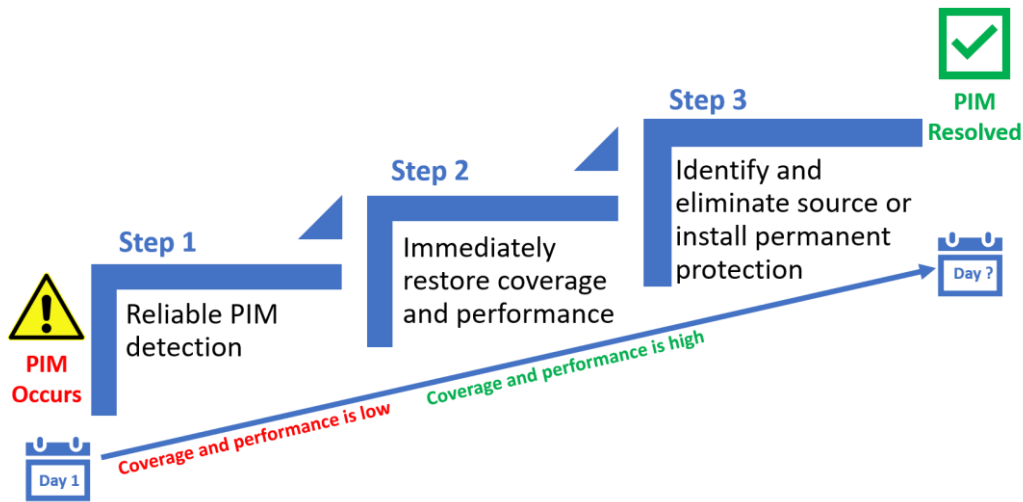 PIM
Resolved
Step 3
Identify and
eliminate source or
install permanent
protection
Step 2
Immediately
restore coverage
and performance
Step 1
Reliable PIM
detection
PIM
Occurs
Day ?
Coverage and performance is high
Coverage and performance is low
Day 1